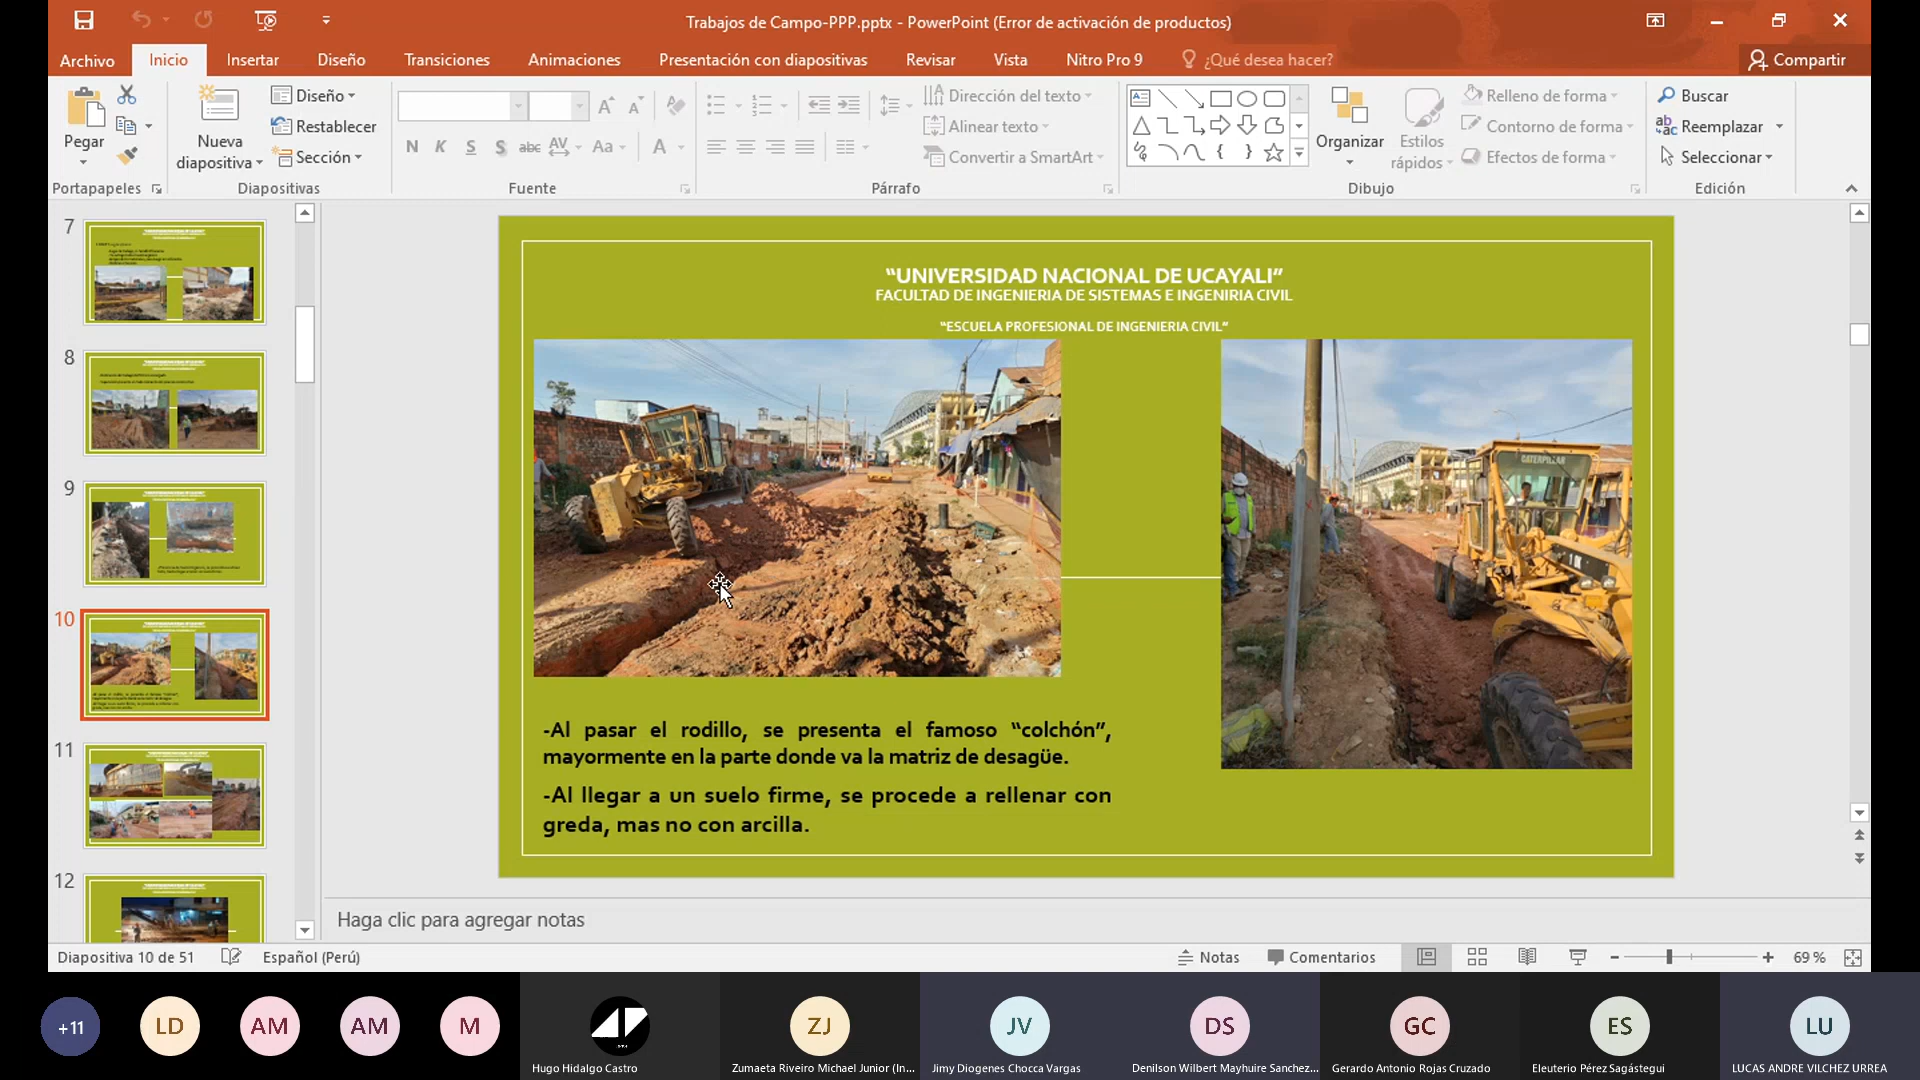 Trabajos de Campo-PPP.pptx - PowerPoint (Error de activación de productos)
Archivo
Inicio
Insertar
Diseño
Transiciones
Animaciones
Presentación con diapositivas
Revisar
Vista
Nitro Pro 9
¿Qué desea hacer?
Compartir
Pegar
Nueva
diapositiva
Diseño
Restablecer
Sección
N K S S abc AV Aa A
Dirección del texto
Alinear texto
Convertir a SmartArt
Organizar
Estilos
rápidos
Relleno de forma
Contorno de forma
Efectos de forma
Buscar
Reemplazar
Seleccionar
Portapapeles
Diapositivas
Fuente
Párrafo
Dibujo
Edición
7
8
9
10
11
12
“UNIVERSIDAD NACIONAL DE UCAYALI”
FACULTAD DE INGENIERIA DE SISTEMAS E INGENIRIA CIVIL
“ESCUELA PROFESIONAL DE INGENIERIA CIVIL”
CATERPILLAR
-Al pasar el rodillo, se presenta el famoso “colchón”,
mayormente en la parte donde va la matriz de desagüe.
-Al llegar a un suelo firme, se procede a rellenar con
greda, mas no con arcilla.
Haga clic para agregar notas
Diapositiva 10 de 51
Español (Perú)
Notas
Comentarios
69 %
+11
LD
AM
AM
M
ZJ
JV
DS
GC
ES
LU
Hugo Hidalgo Castro
Zumaeta Riveiro Michael Junior (In...
Jimy Diogenes Chocca Vargas
Denilson Wilbert Mayhuire Sanchez...
Gerardo Antonio Rojas Cruzado
Eleuterio Pérez Sagástegui
LUCAS ANDRE VILCHEZ URREA